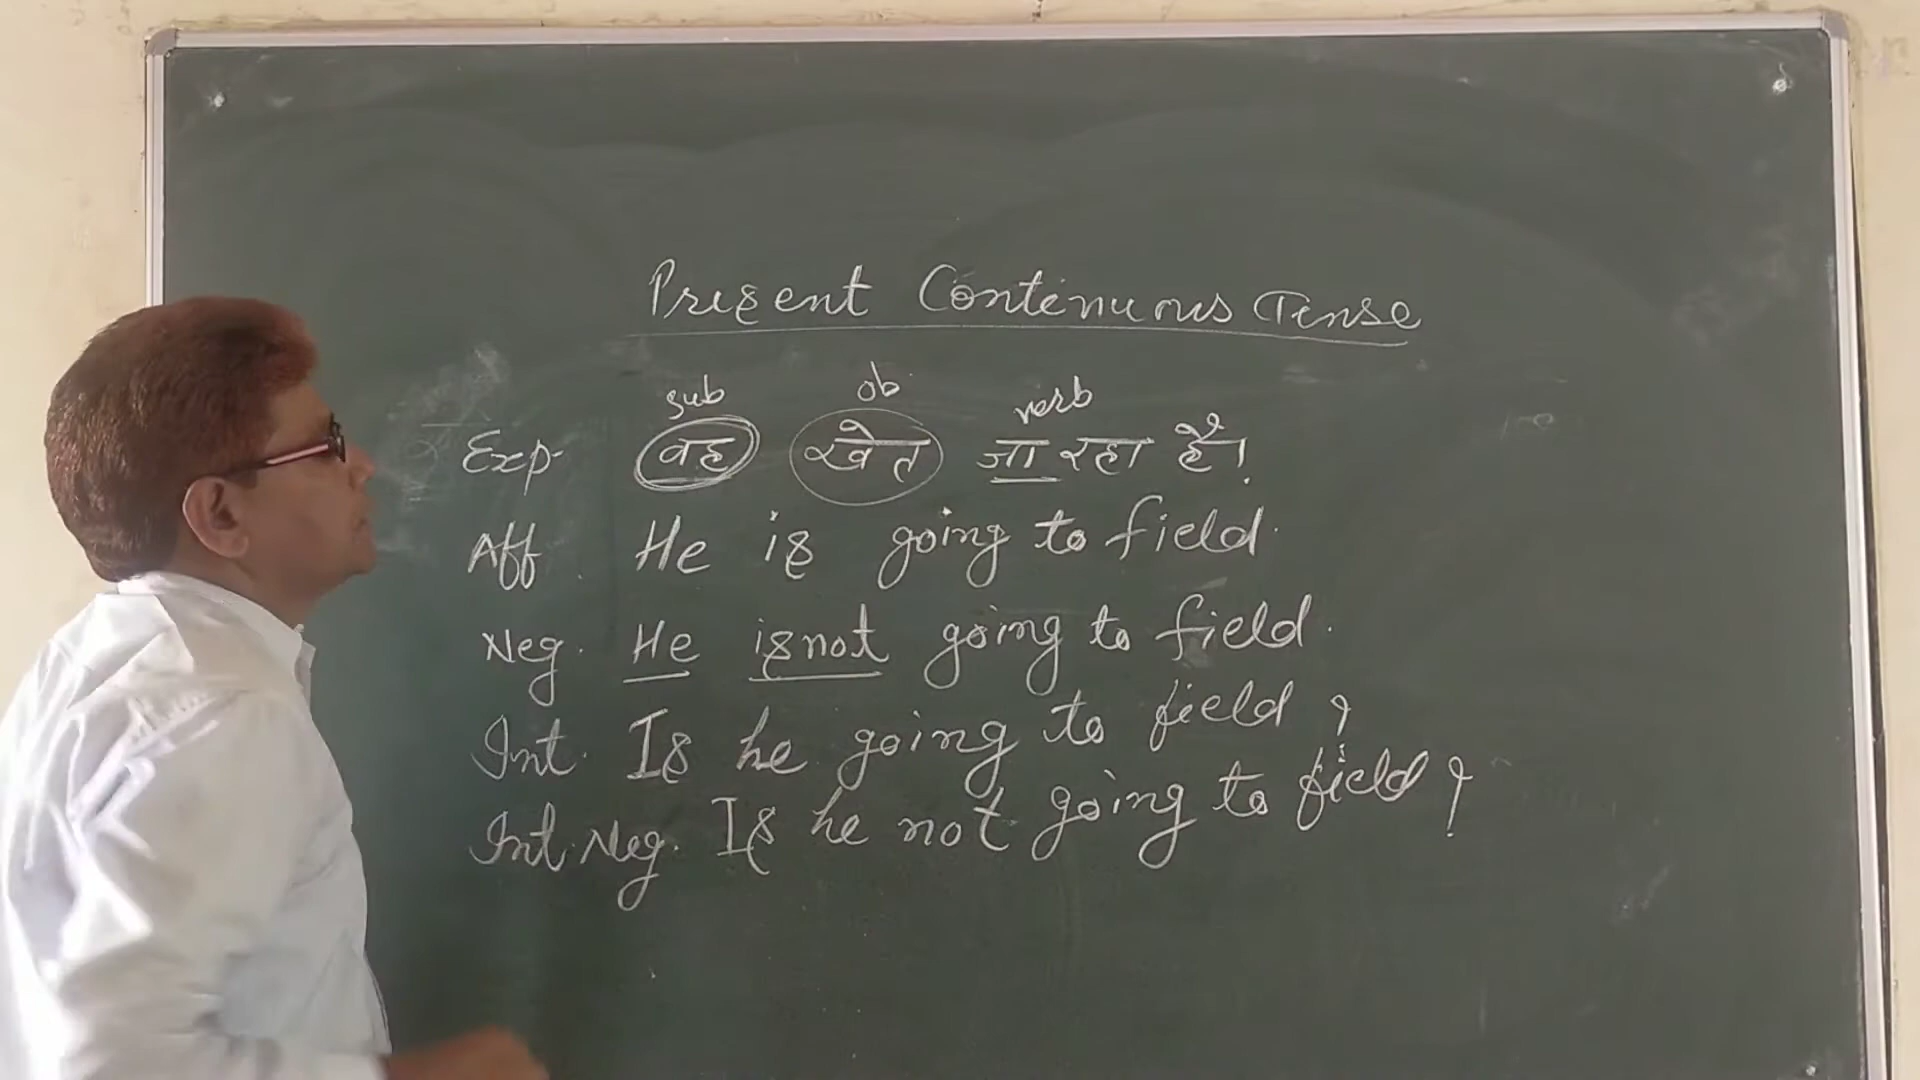 Present Continuous Tense
sub ob. verb
Exp- वह खेत जा रहा है।
Aff. He is going to field.
Neg. He is not going to field.
Int. Is he going to field ?
Int. Neg. Is he not going to field ?